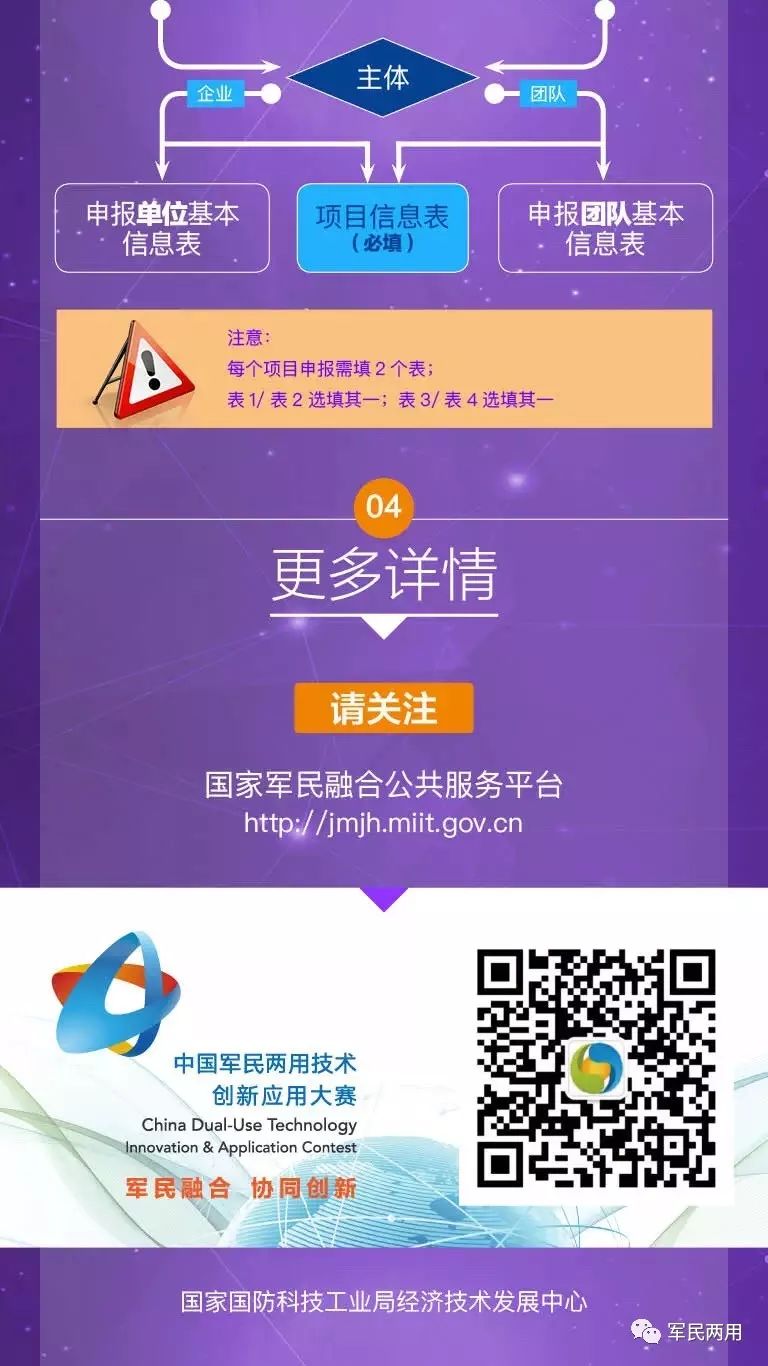 主体
企业
团队
申报单位基本
信息表
项目信息表
（必填）
申报团队基本
信息表
注意：
每个项目申报需填 2 个表；
表 1/ 表 2 选填其一；表 3/ 表 4 选填其一
04
更多详情
请关注
国家军民融合公共服务平台
http://jmjh.miit.gov.cn
中国军民两用技术
创新应用大赛
China Dual-Use Technology
Innovation & Application Contest
军民融合 协同创新
国家国防科技工业局经济技术发展中心
军民两用